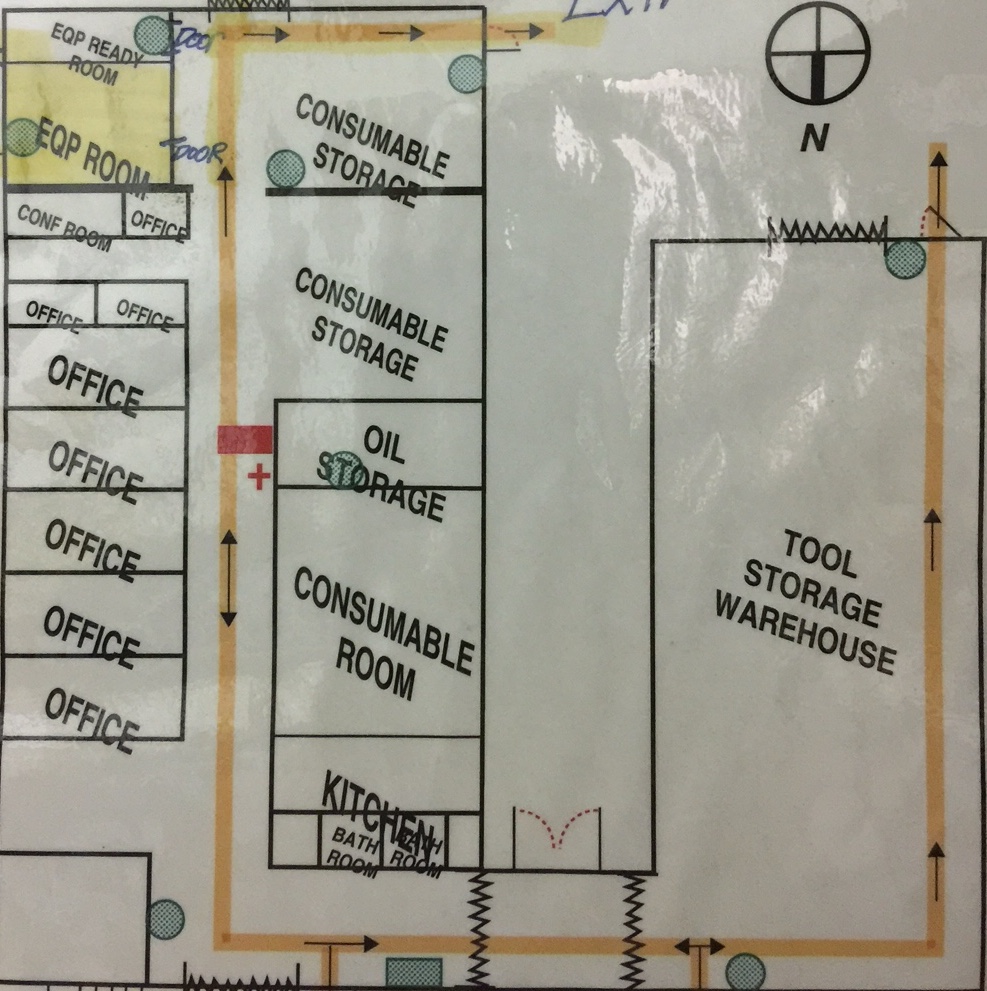 EXIT
EQP READY
ROOM
DOOR
EQP ROOM
DOOR
CONSUMABLE
STORAGE
N
CONF ROOM
OFFICE
OFFICE
OFFICE
CONSUMABLE
STORAGE
OFFICE
OFFICE
OIL
STORAGE
OFFICE
CONSUMABLE
ROOM
TOOL
STORAGE
WAREHOUSE
OFFICE
OFFICE
KITCHEN
BATH
ROOM
BATH
ROOM